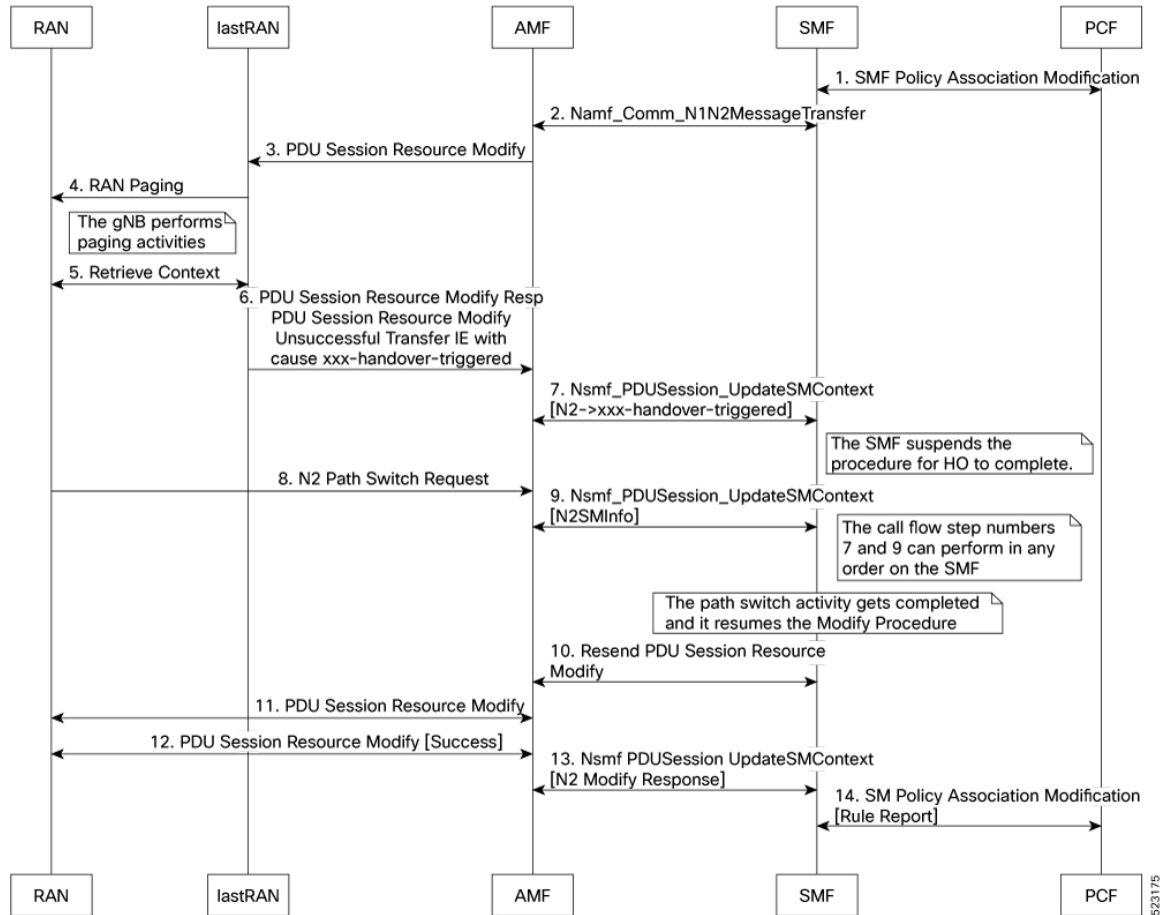 RAN
lastRAN
AMF
SMF
PCF
1. SMF Policy Association Modification
2. Namf_Comm_N1N2MessageTransfer
3. PDU Session Resource Modify
4. RAN Paging
The gNB performs
paging activities
5. Retrieve Context
6. PDU Session Resource Modify Resp
PDU Session Resource Modify
Unsuccessful Transfer IE with
cause xxx-handover-triggered
7. Nsmf_PDUSession_UpdateSMContext
[N2->xxx-handover-triggered]
The SMF suspends the
procedure for HO to complete.
8. N2 Path Switch Request
9. Nsmf_PDUSession_UpdateSMContext
[N2SMInfo]
The call flow step numbers
7 and 9 can perform in any
order on the SMF
The path switch activity gets completed
and it resumes the Modify Procedure
10. Resend PDU Session Resource
Modify
11. PDU Session Resource Modify
12. PDU Session Resource Modify [Success]
13. Nsmf PDUSession UpdateSMContext
[N2 Modify Response]
14. SM Policy Association Modification
[Rule Report]
RAN
lastRAN
AMF
SMF
PCF
523175